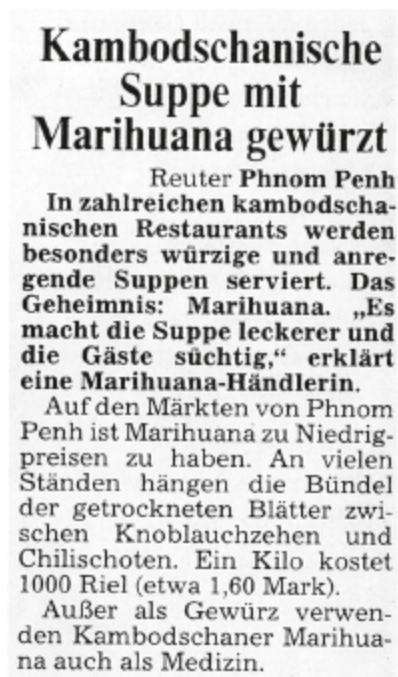 Kambodschanische
Suppe mit
Marihuana gewürzt
Reuter Phnom Penh
In zahlreichen kambodscha-
nischen Restaurants werden
besonders würzige und anre-
gende Suppen serviert. Das
Geheimnis: Marihuana. „Es
macht die Suppe leckerer und
die Gäste süchtig,“ erklärt
eine Marihuana-Händlerin.
Auf den Märkten von Phnom
Penh ist Marihuana zu Niedrig-
preisen zu haben. An vielen
Ständen hängen die Bündel
der getrockneten Blätter zwi-
schen Knoblauchzehen und
Chilischoten. Ein Kilo kostet
1000 Riel (etwa 1,60 Mark).
Außer als Gewürz verwen-
den Kambodschaner Marihua-
na auch als Medizin.